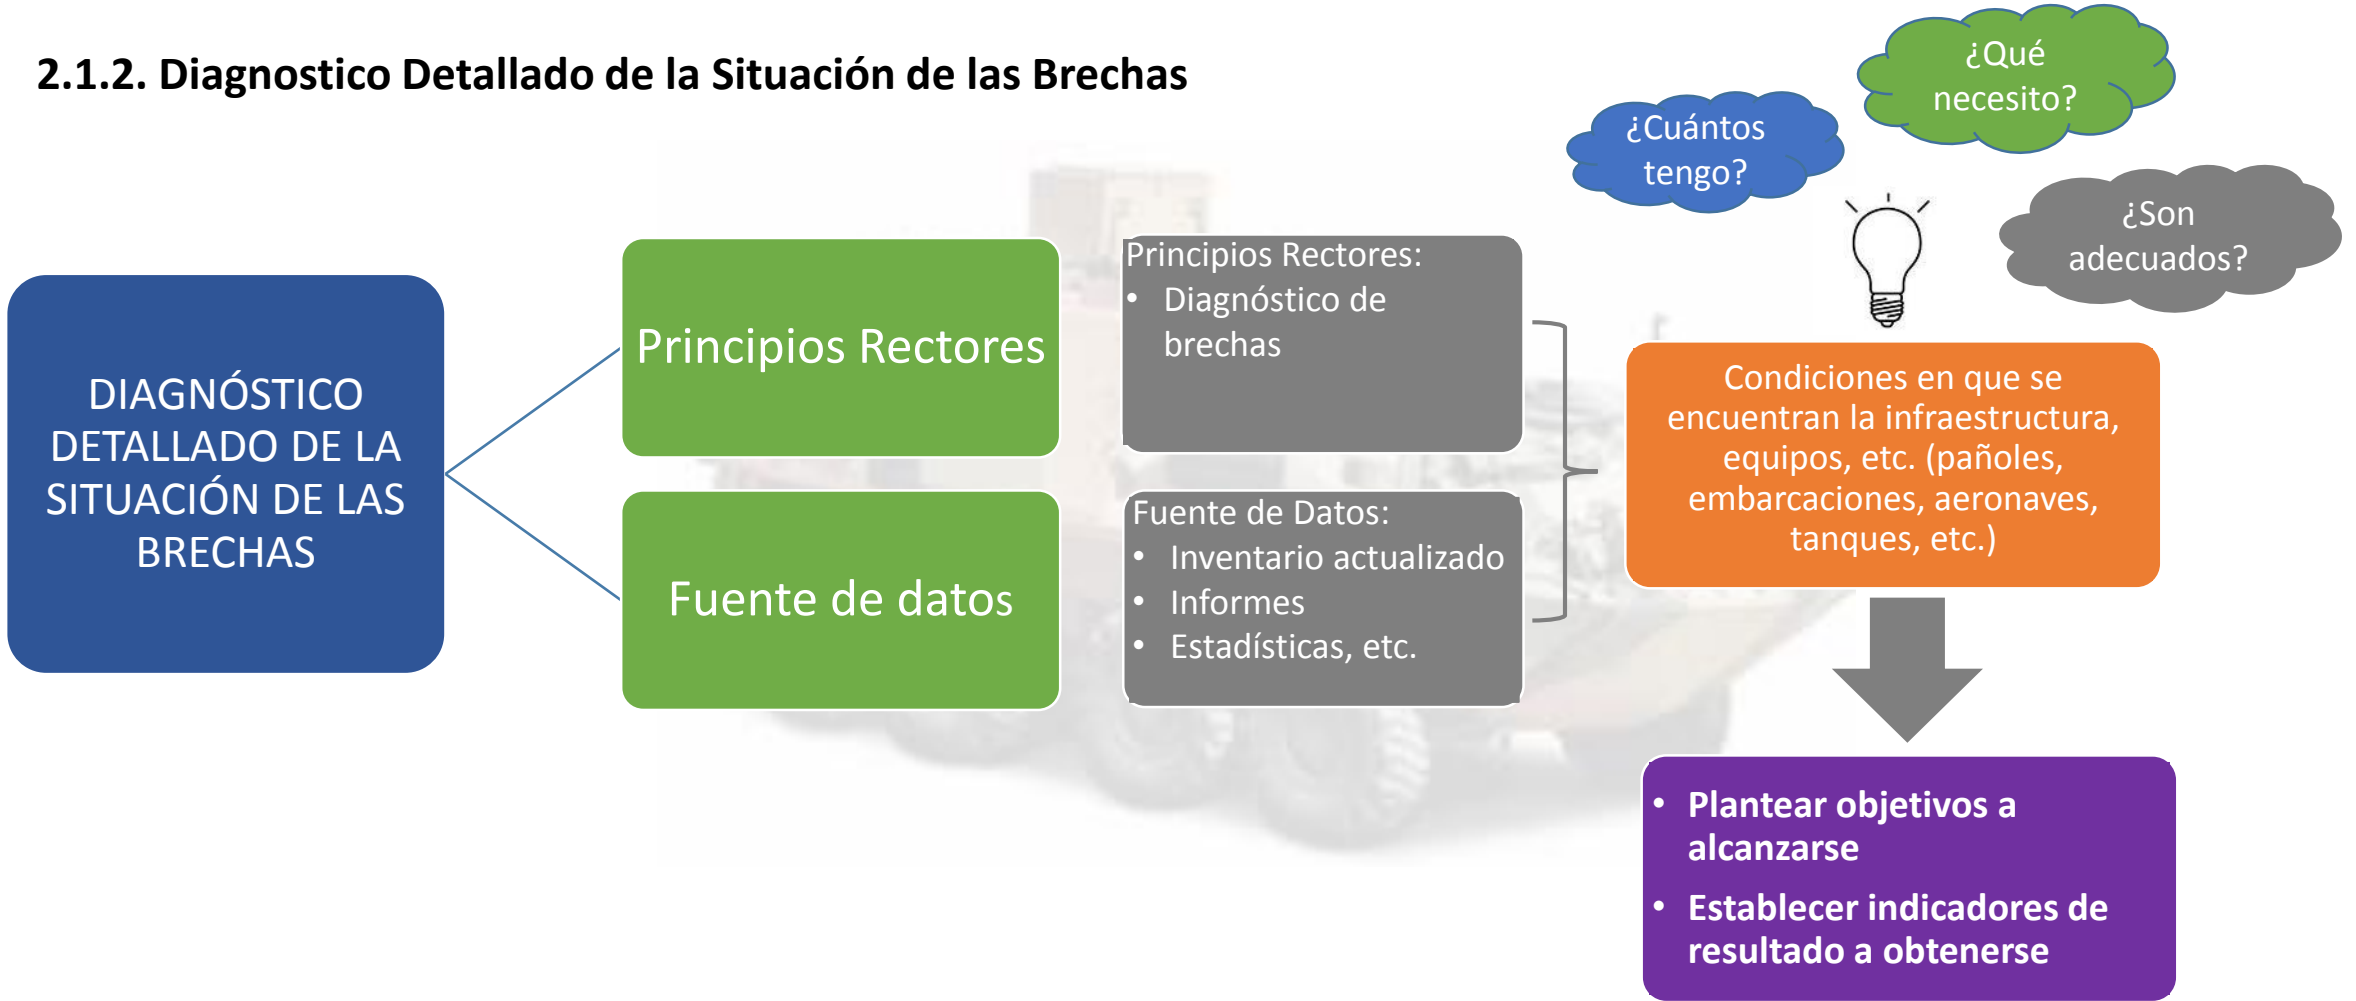 2.1.2. Diagnostico Detallado de la Situación de las Brechas
¿Qué
necesito?
¿Cuántos
tengo?
¿Son
adecuados?
DIAGNÓSTICO
DETALLADO DE LA
SITUACIÓN DE LAS
BRECHAS
Principios Rectores
Fuente de datos
Principios Rectores:
• Diagnóstico de
brechas
Fuente de Datos:
• Inventario actualizado
• Informes
• Estadísticas, etc.
Condiciones en que se
encuentran la infraestructura,
equipos, etc. (pañoles,
embarcaciones, aeronaves,
tanques, etc.)
• Plantear objetivos a
alcanzarse
• Establecer indicadores de
resultado a obtenerse